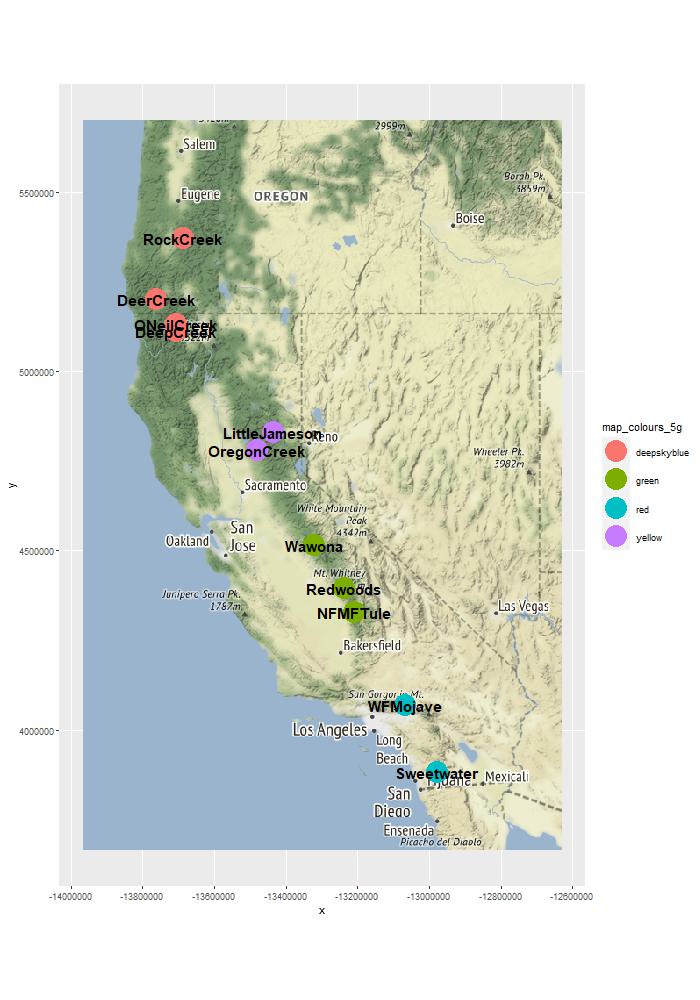 2999m
Salem
Borah Pk.
3859m
Eugene
OREGON
5500000
Boise
RockCreek
DeerCreek
ONeilCreek
DeepCreek
5000000
map_colours_5g
LittleJameson
Reno
OregonCreek
deepskyblue
Wheeler Pk.
3982m
green
Sacramento
red
White Mountain
Peak
4342m
yellow
San
Jose
Oakland
Wawona
4500000
y
Mt. Whitney
Redwoods
Junipero Serra Pk.
1787m
Las Vegas
NFMFTule
Bakersfield
San Gorgonio Mt.
WFMojave
4000000
Los Angeles
Long
Beach
Sweetwater
Tijuana
Mexicali
San
Diego
Ensenada
Picacho del Diablo
-14000000
-13800000
-13600000
-13400000
-13200000
-13000000
-12800000
-12600000
x